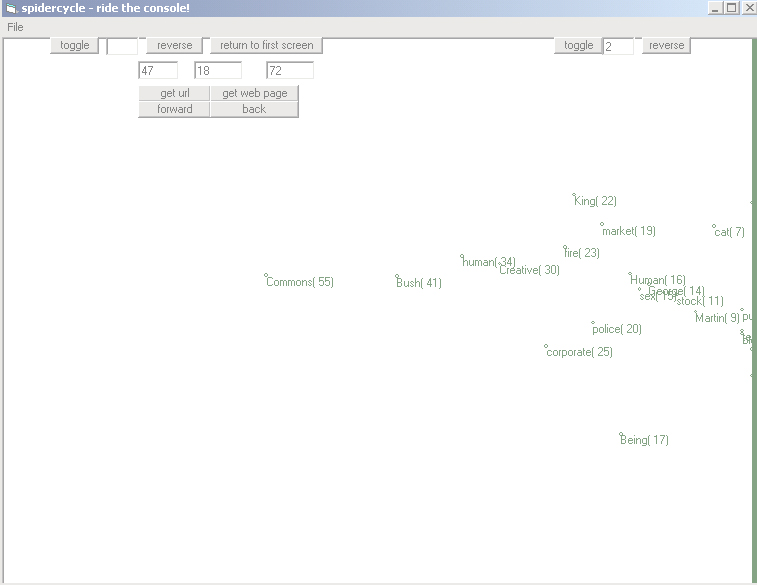 spidercycle - ride the console!
File
toggle reverse return to first screen toggle 2 reverse
47 18 72
get url get web page
forward back
King( 22)
market( 19) cat( 7)
fire( 23)
human( 34)
Creative( 30)
Commons( 55) Bush( 41) Human( 16)
George( 14)
sex( 15) stock( 11)
Martin( 9)
police( 20)
corporate( 25)
Being( 17)